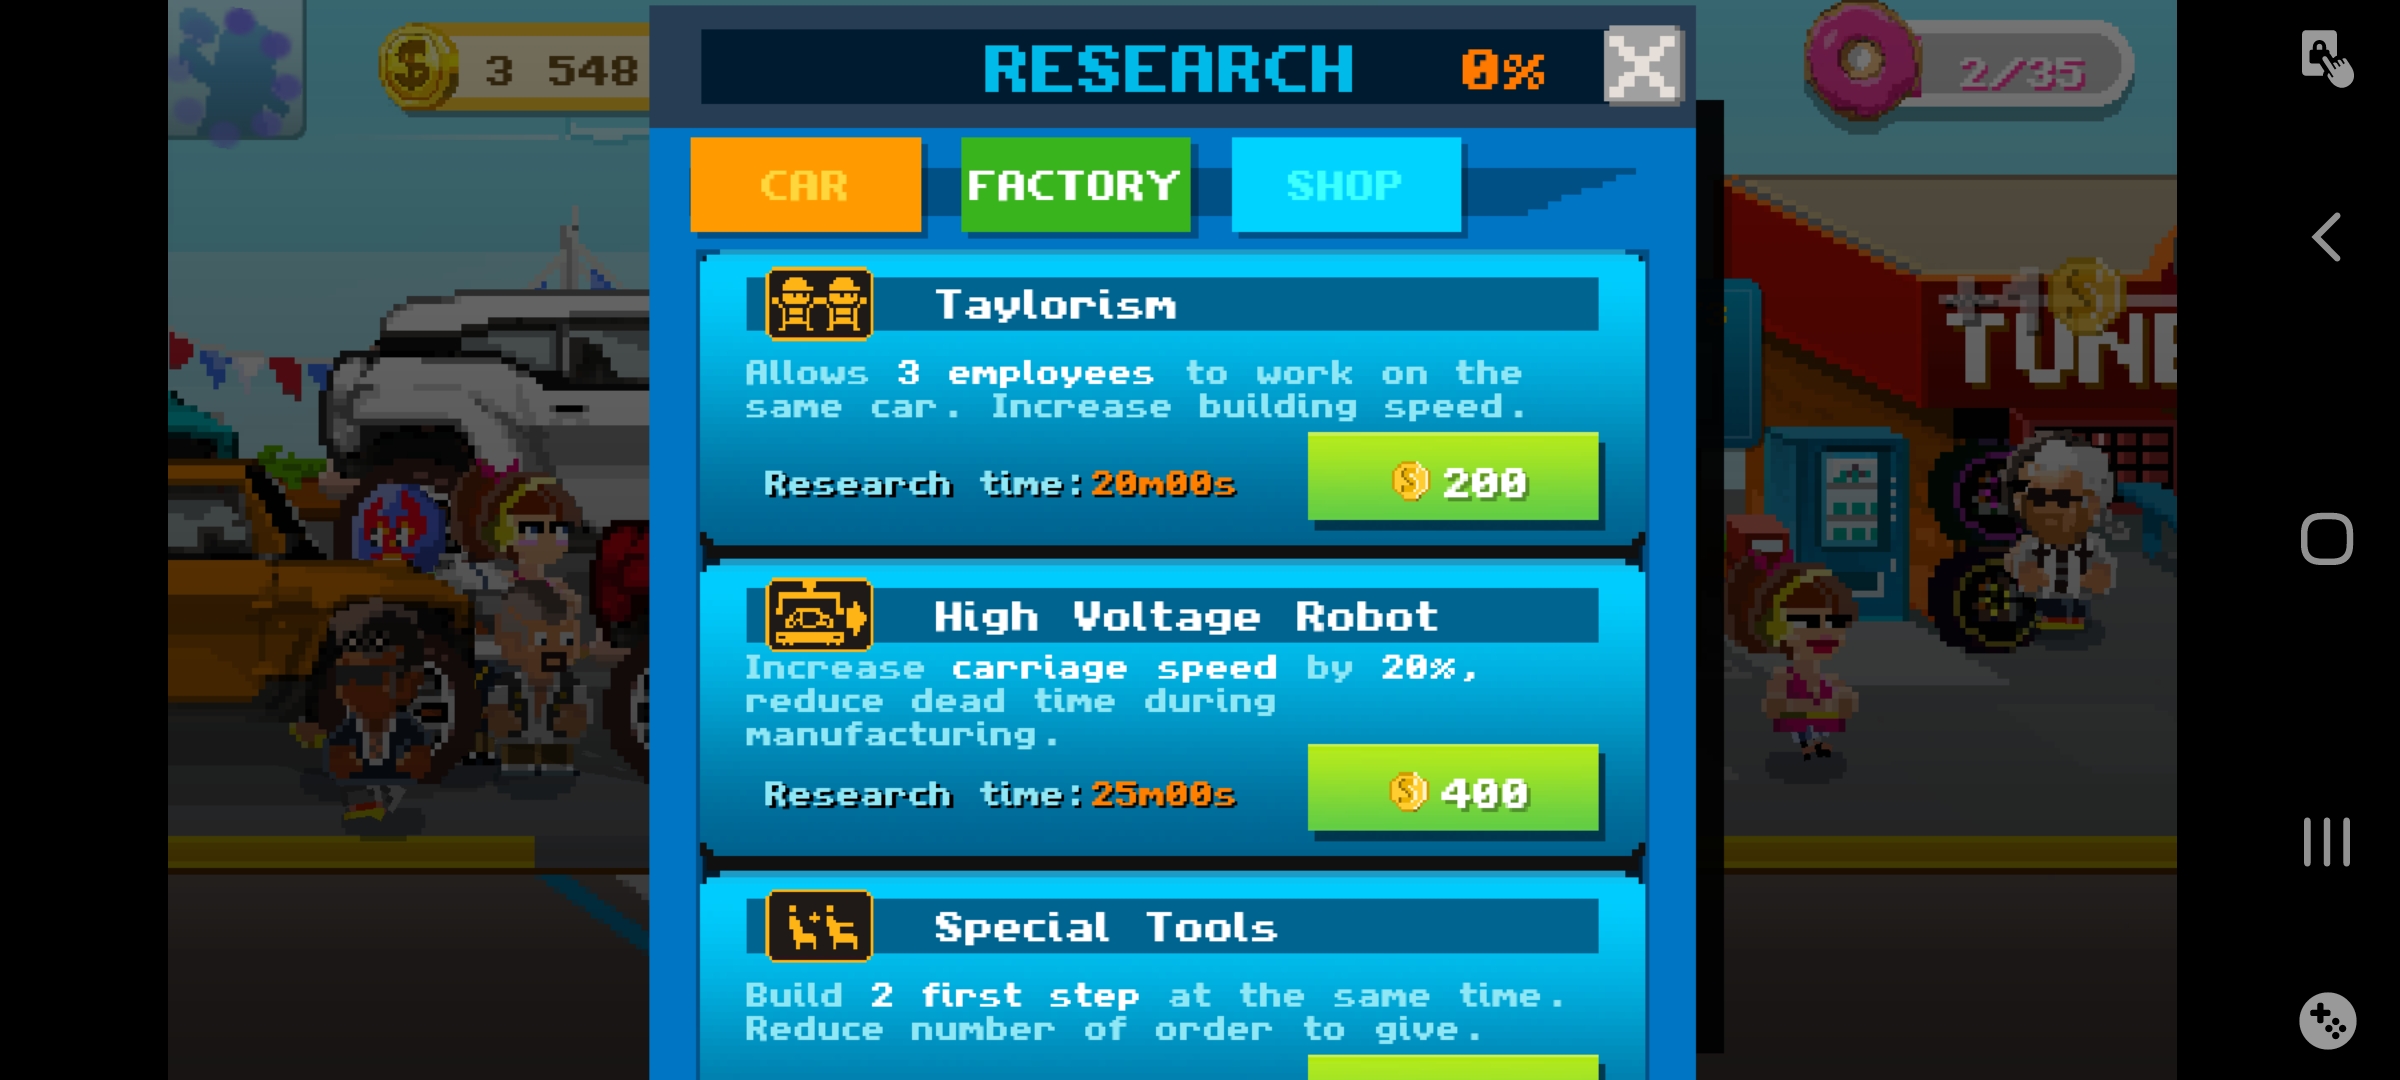 3 548
RESEARCH 0%
2/35
CAR FACTORY SHOP
Taylorism
Allows 3 employees to work on the
same car. Increase building speed.
Research time:20m00s
200
+1
High Voltage Robot
Increase carriage speed by 20%,
reduce dead time during
manufacturing.
Research time:25m00s
400
Special Tools
Build 2 first step at the same time.
Reduce number of order to give.